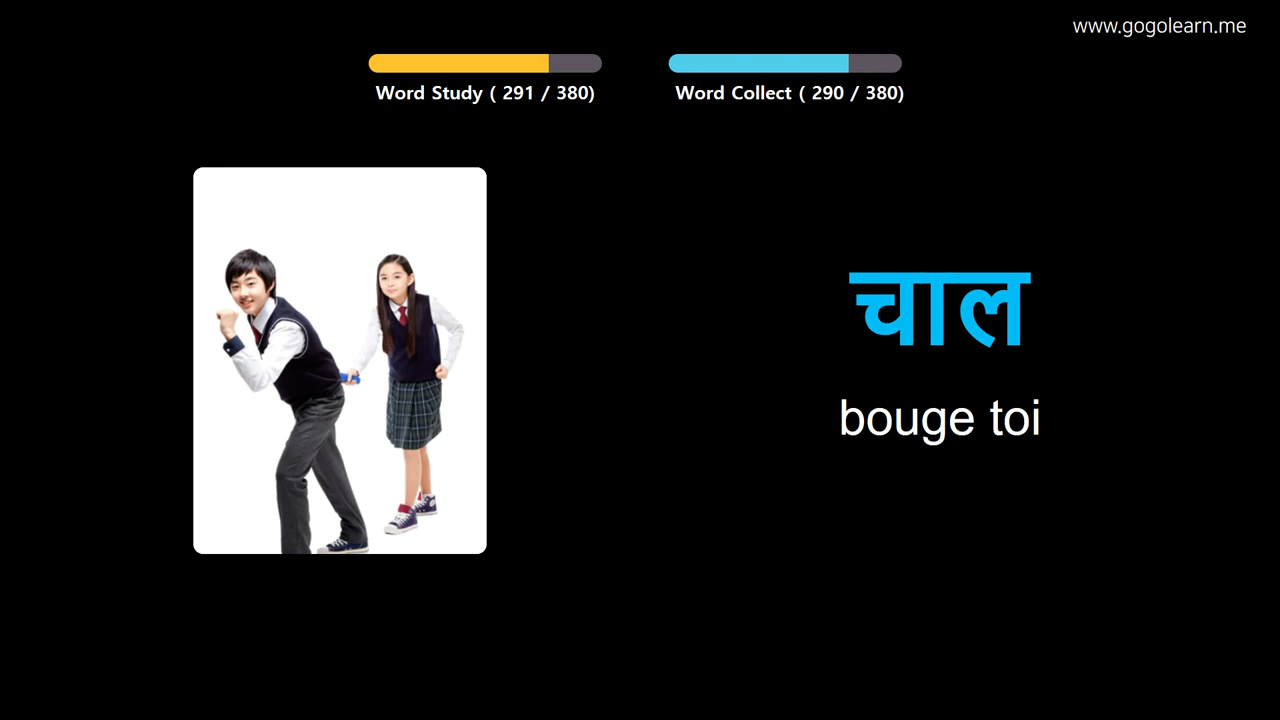 www.gogolearn.me
Word Study ( 291 / 380)
Word Collect ( 290 / 380)
चाल
bouge toi